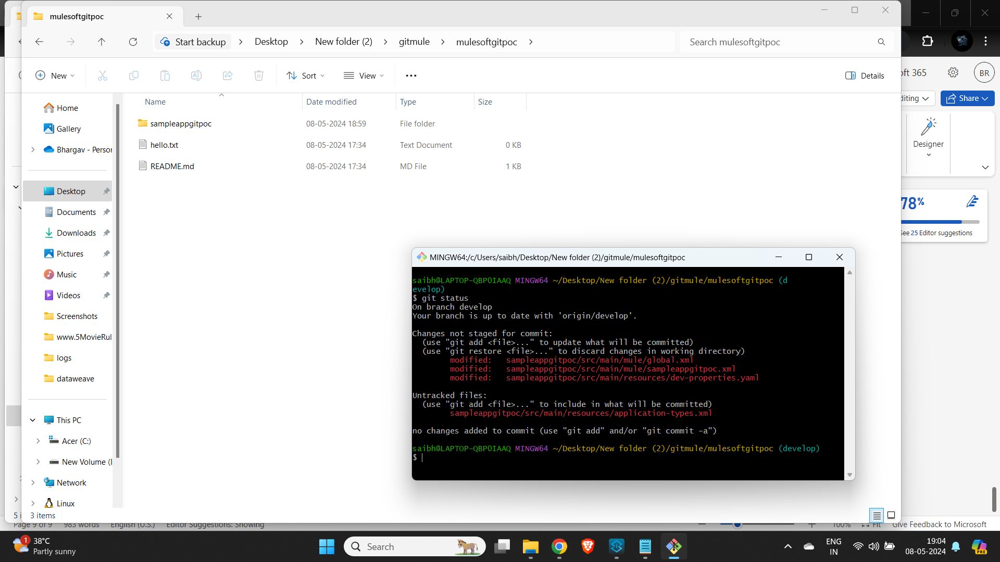 mulesoftgitpoc
Start backup
Desktop
New folder (2)
gitmule
mulesoftgitpoc
Search mulesoftgitpoc
New
Sort
View
Details
oft 365
BR
diting
Share
Designer
Name
Date modified
Type
Size
sampleappgitpoc 08-05-2024 18:59 File folder
hello.txt 08-05-2024 17:34 Text Document 0 KB
README.md 08-05-2024 17:34 MD File 1 KB
Home
Gallery
Bhargav - Person
Desktop
Documents
Downloads
Pictures
Music
Videos
Screenshots
www.5MovieRul
logs
dataweave
This PC
Acer (C:)
New Volume (
Network
Linux
3 items
78%
See 25 Editor suggestions
MINGW64:/c/Users/saibh/Desktop/New folder (2)/gitmule/mulesoftgitpoc
saibh@LAPTOP-QBP0IAAQ MINGW64 ~/Desktop/New folder (2)/gitmule/mulesoftgitpoc (d
evelop)
$ git status
On branch develop
Your branch is up to date with 'origin/develop'.
Changes not staged for commit:
(use "git add <file>..." to update what will be committed)
(use "git restore <file>..." to discard changes in working directory)
modified: sampleappgitpoc/src/main/mule/global.xml
modified: sampleappgitpoc/src/main/mule/sampleappgitpoc.xml
modified: sampleappgitpoc/src/main/resources/dev-properties.yaml
Untracked files:
(use "git add <file>..." to include in what will be committed)
sampleappgitpoc/src/main/resources/application-types.xml
no changes added to commit (use "git add" and/or "git commit -a")
saibh@LAPTOP-QBP0IAAQ MINGW64 ~/Desktop/New folder (2)/gitmule/mulesoftgitpoc (develop)
$
5 i
Page 9 of 9
983 words
English (U.S.)
Editor Suggestions: Showing
100%
Fit
Give Feedback to Microsoft
1
38°C
Partly sunny
Search
ENG
IN
19:04
08-05-2024
PRE